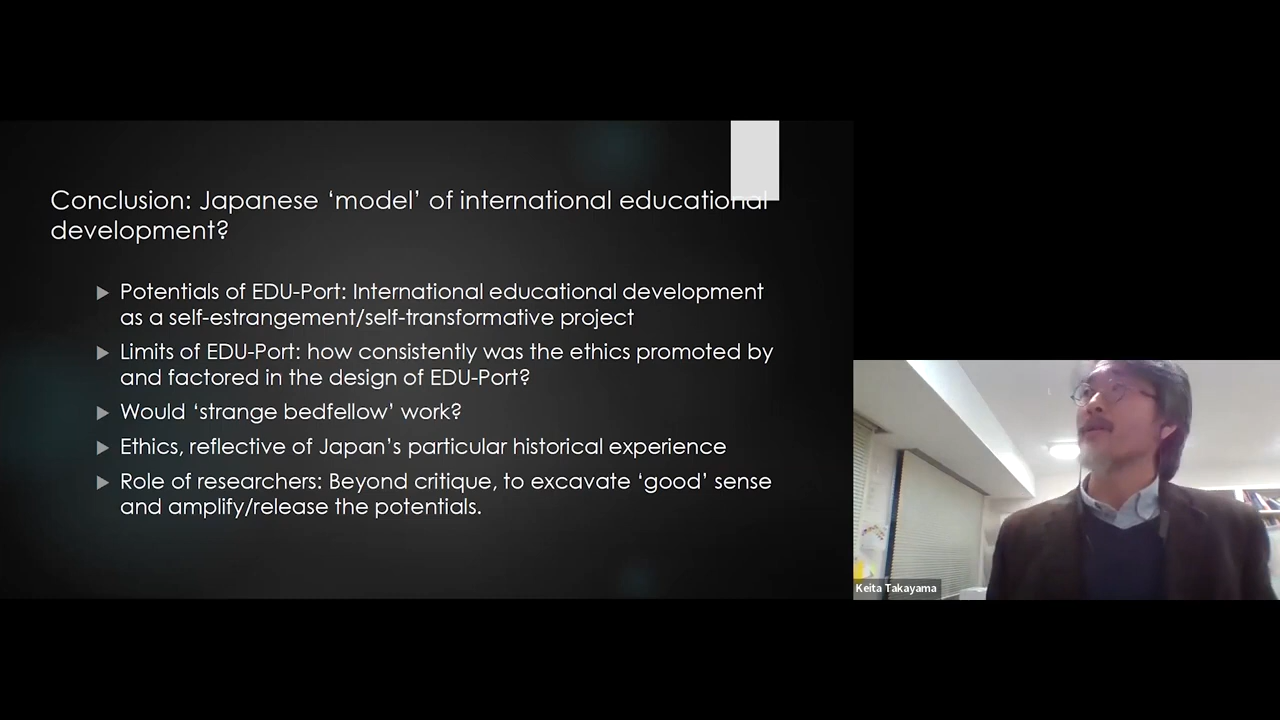 Conclusion: Japanese ‘model’ of international educational
development?
Potentials of EDU-Port: International educational development
as a self-estrangement/self-transformative project
Limits of EDU-Port: how consistently was the ethics promoted by
and factored in the design of EDU-Port?
Would ‘strange bedfellow’ work?
Ethics, reflective of Japan’s particular historical experience
Role of researchers: Beyond critique, to excavate ‘good’ sense
and amplify/release the potentials.
Keita Takayama